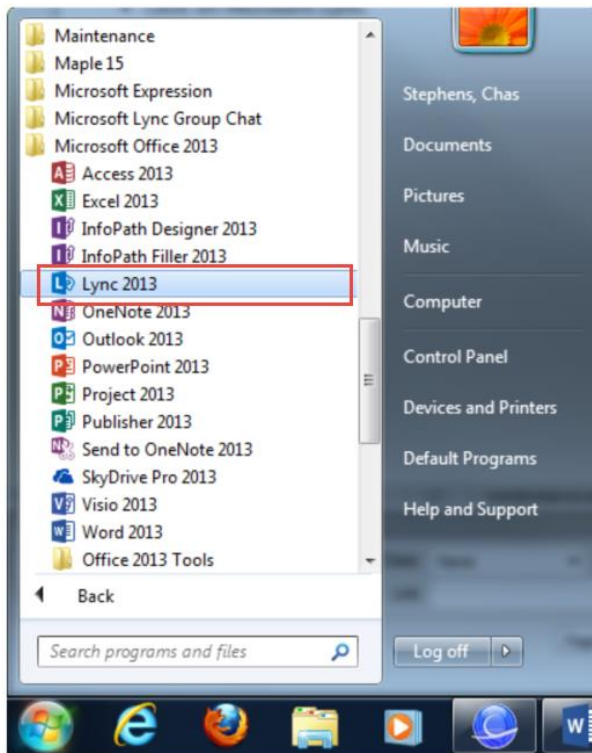 Maintenance
Maple 15
Microsoft Expression
Microsoft Lync Group Chat
Microsoft Office 2013
Access 2013
Excel 2013
InfoPath Designer 2013
InfoPath Filler 2013
Lync 2013
OneNote 2013
Outlook 2013
PowerPoint 2013
Project 2013
Publisher 2013
Send to OneNote 2013
SkyDrive Pro 2013
Visio 2013
Word 2013
Office 2013 Tools
Back
Search programs and files
Stephens, Chas
Documents
Pictures
Music
Computer
Control Panel
Devices and Printers
Default Programs
Help and Support
Log off